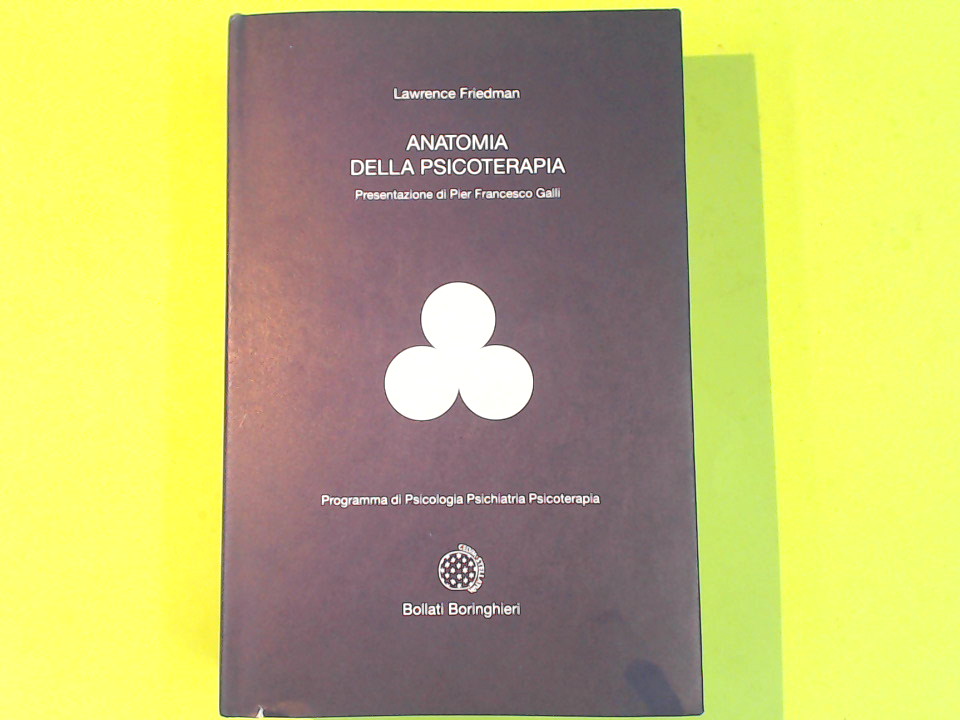 Lawrence Friedman
ANATOMIA
DELLA PSICOTERAPIA
Presentazione di Pier Francesco Galli
Programma di Psicologia Psichiatria Psicoterapia
Bollati Boringhieri